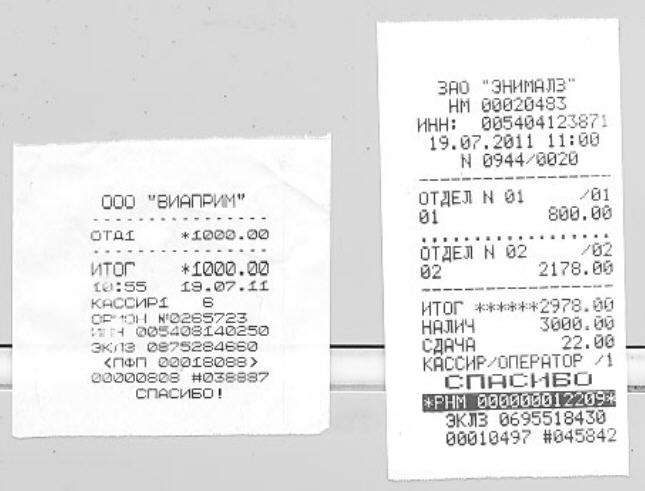 ООО "ВИАПРИМ"
ОТД1 *1000.00
ИТОГ *1000.00
10:55 19.07.11
КАССИР1 6
№0265723
ИНН 005408140250
ЭКЛЗ 0875284660
<ПФП 00018088>
00000808 #038887
СПАСИБО!
ЗАО "ЭНИМАЛЗ"
НМ 00020483
ИНН: 005404123871
19.07.2011 11:00
N 0944/0020
ОТДЕЛ N 01 /01
01 800.00
ОТДЕЛ N 02 /02
02 2178.00
ИТОГ ******2978.00
НАЛИЧ 3000.00
СДАЧА 22.00
КАССИР/ОПЕРАТОР /1
СПАСИБО
*РНМ 000000012209*
ЭКЛЗ 0695518430
00010497 #045842